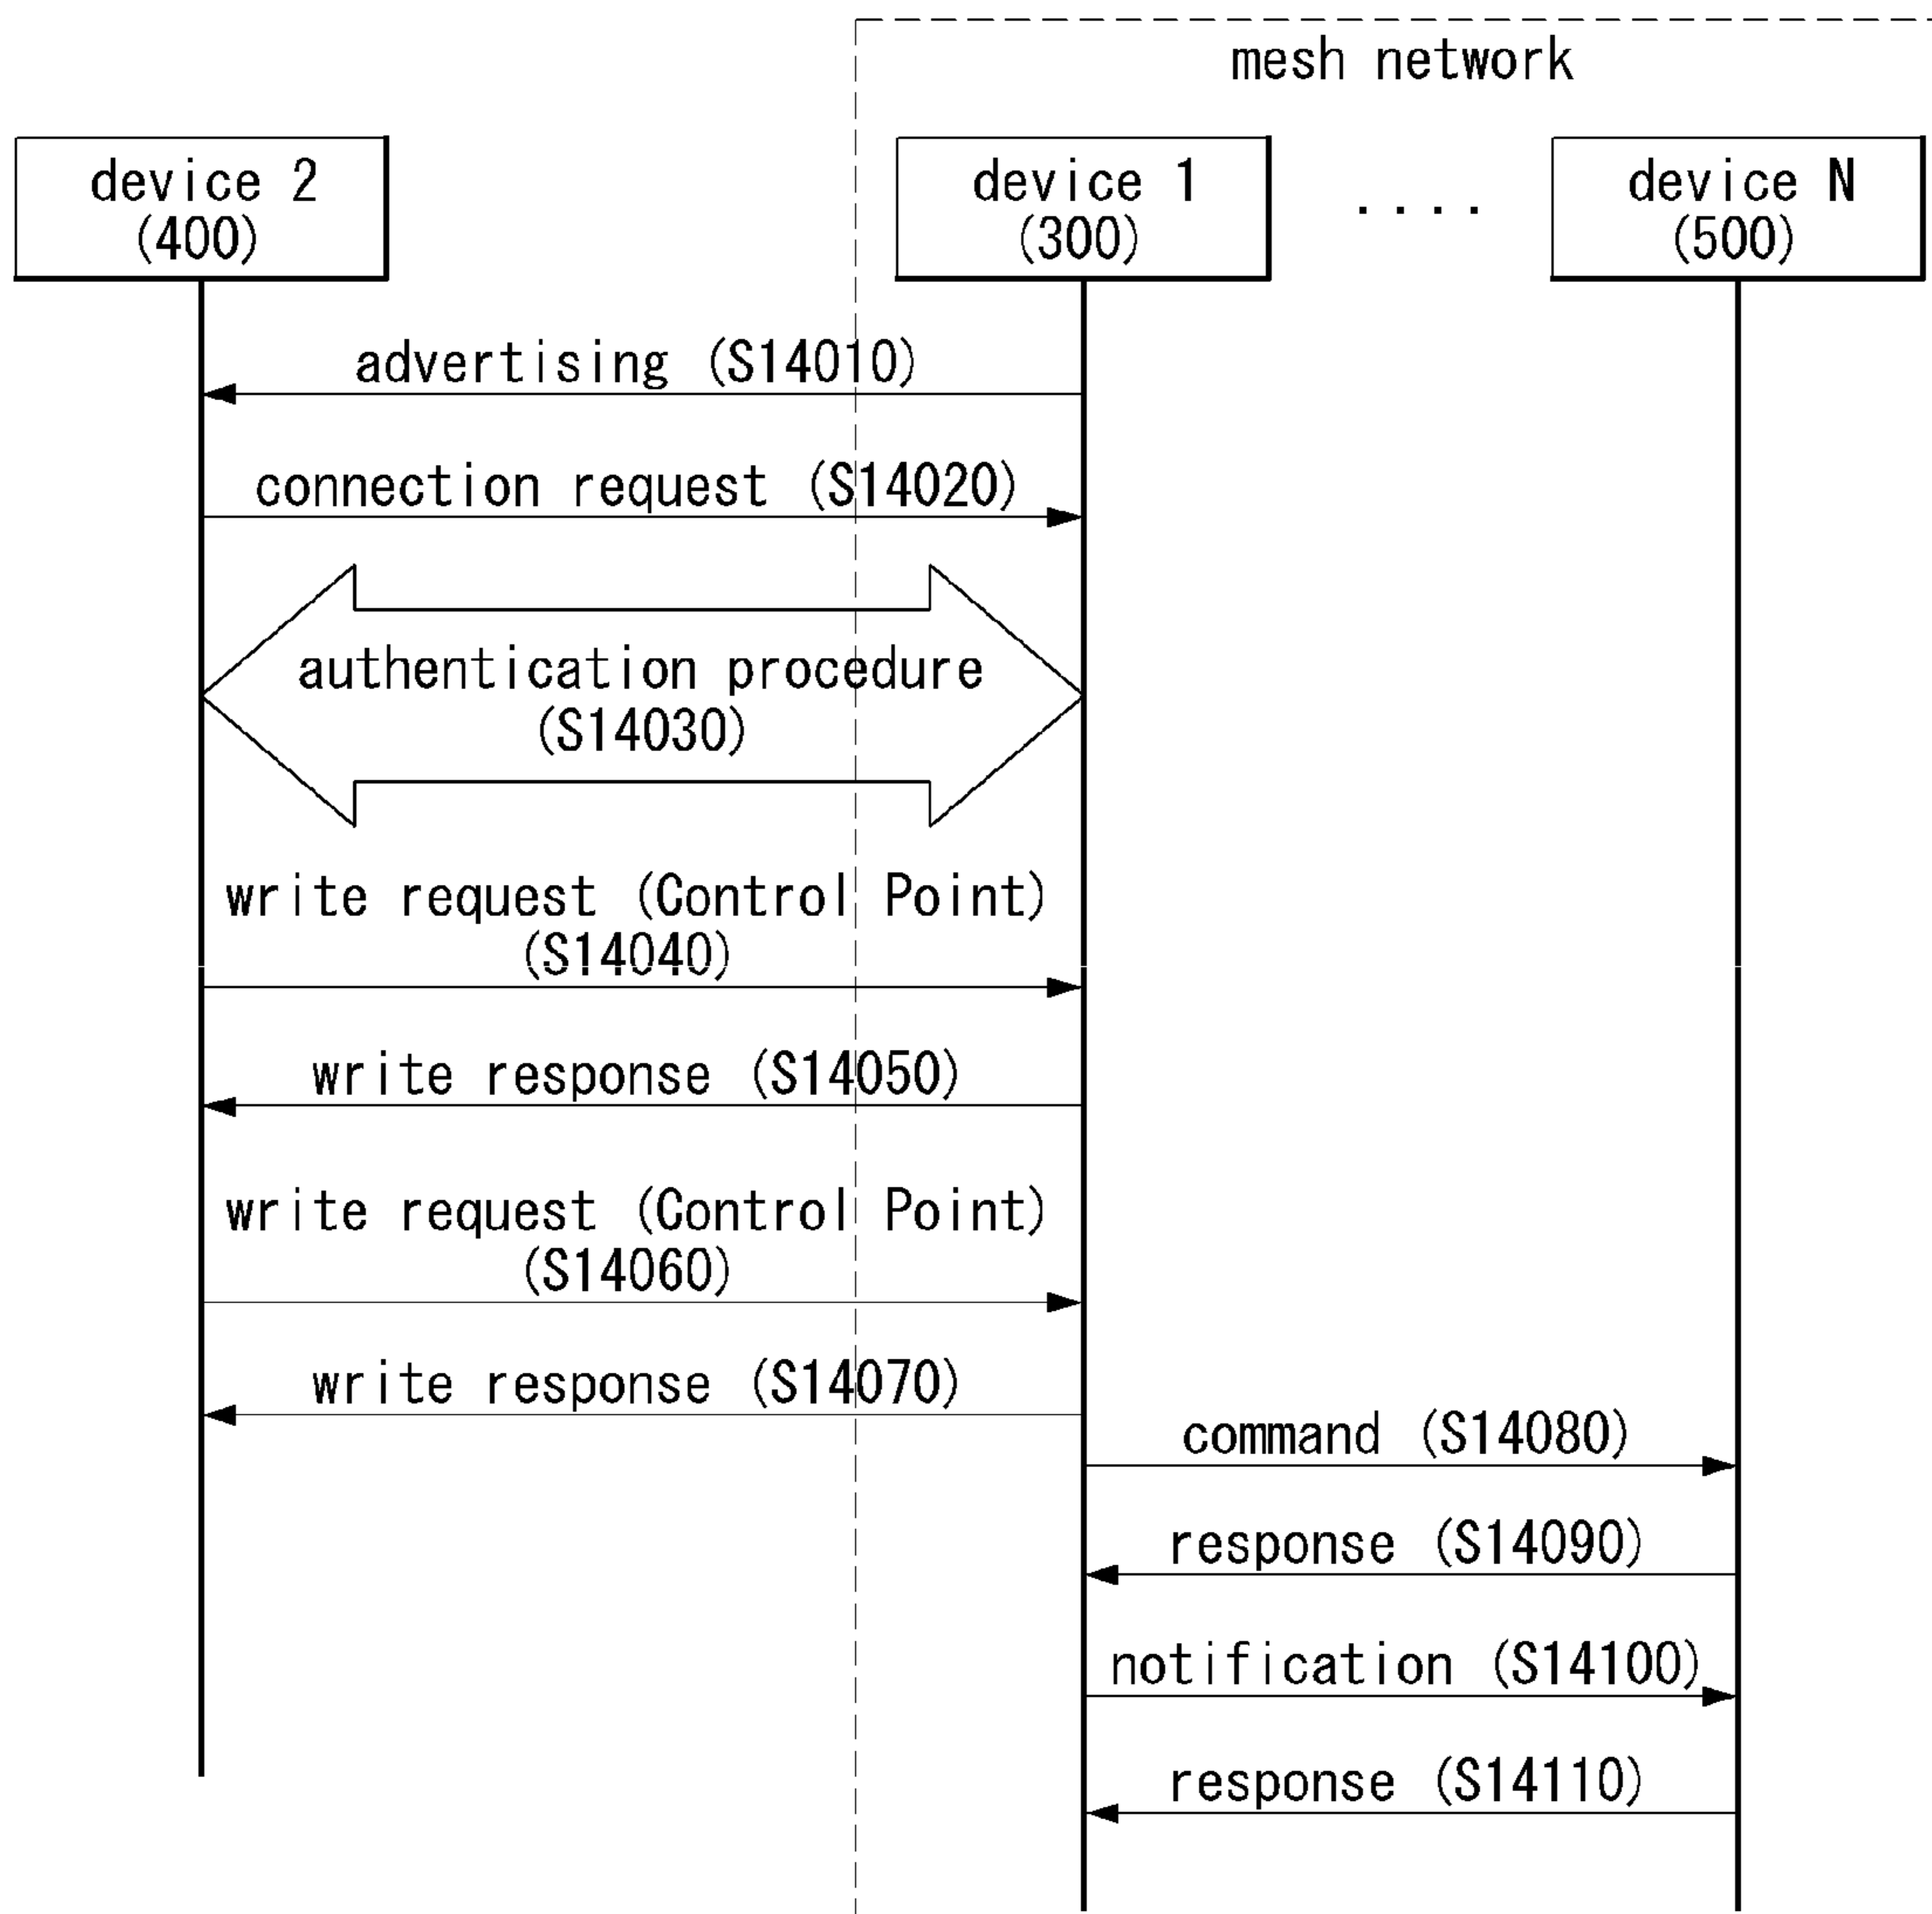 mesh network
device 2
(400)
device 1
(300)
....
device N
(500)
advertising (S14010)
connection request (S14020)
authentication procedure
(S14030)
write request (Control Point)
(S14040)
write response (S14050)
write request (Control Point)
(S14060)
write response (S14070)
command (S14080)
response (S14090)
notification (S14100)
response (S14110)